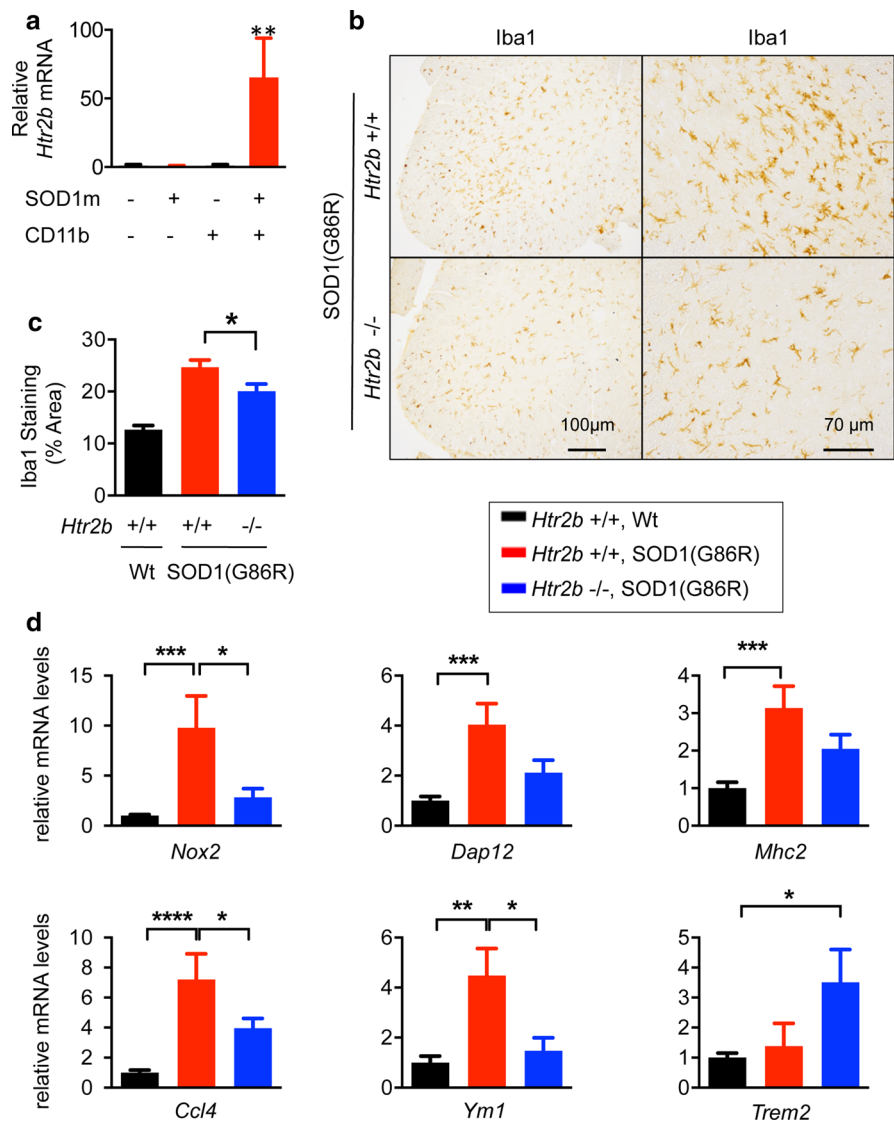 a
Relative
Htr2b mRNA
100
50
0
**
SOD1m - + - +
CD11b - - + +
b
Iba1 Iba1
SOD1(G86R)
Htr2b +/+
Htr2b -/-
100µm
70 µm
c
Iba1 Staining
(% Area)
30
20
10
0
*
Htr2b +/+ +/+ -/-
Wt SOD1(G86R)
Htr2b +/+, Wt
Htr2b +/+, SOD1(G86R)
Htr2b -/-, SOD1(G86R)
d
relative mRNA levels
15
10
5
0
*** *
Nox2
6
4
2
0
***
Dap12
4
3
2
1
0
***
Mhc2
relative mRNA levels
10
8
6
4
2
0
**** *
Ccl4
6
4
2
0
** *
Ym1
5
4
3
2
1
0
*
Trem2